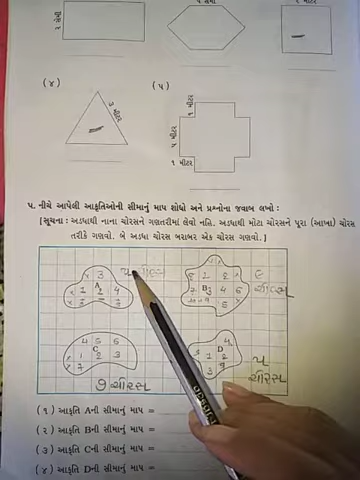 ૨ સેમી
(૪)
(૫)
૩ મીટર
૧ મીટર
૫ મીટર
૧ મીટર
૫. નીચે આપેલી આકૃતિઓની સીમાનું માપ શોધો અને પ્રશ્નોના જવાબ લખો :
[સૂચના : અડધાથી નાના ચોરસને ગણતરીમાં લેવો નહિ. અડધાથી મોટા ચોરસને પૂરા (આખા) ચોરસ
તરીકે ગણવો. બે અડધા ચોરસ બરાબર એક ચોરસ ગણવો.]
A
B
૯
ચોરસ
C
D
૭ ચોરસ
૫
ચોરસ
(૧) આકૃતિ Aની સીમાનું માપ =
(૨) આકૃતિ Bની સીમાનું માપ =
(૩) આકૃતિ Cની સીમાનું માપ =
(૪) આકૃતિ Dની સીમાનું માપ =